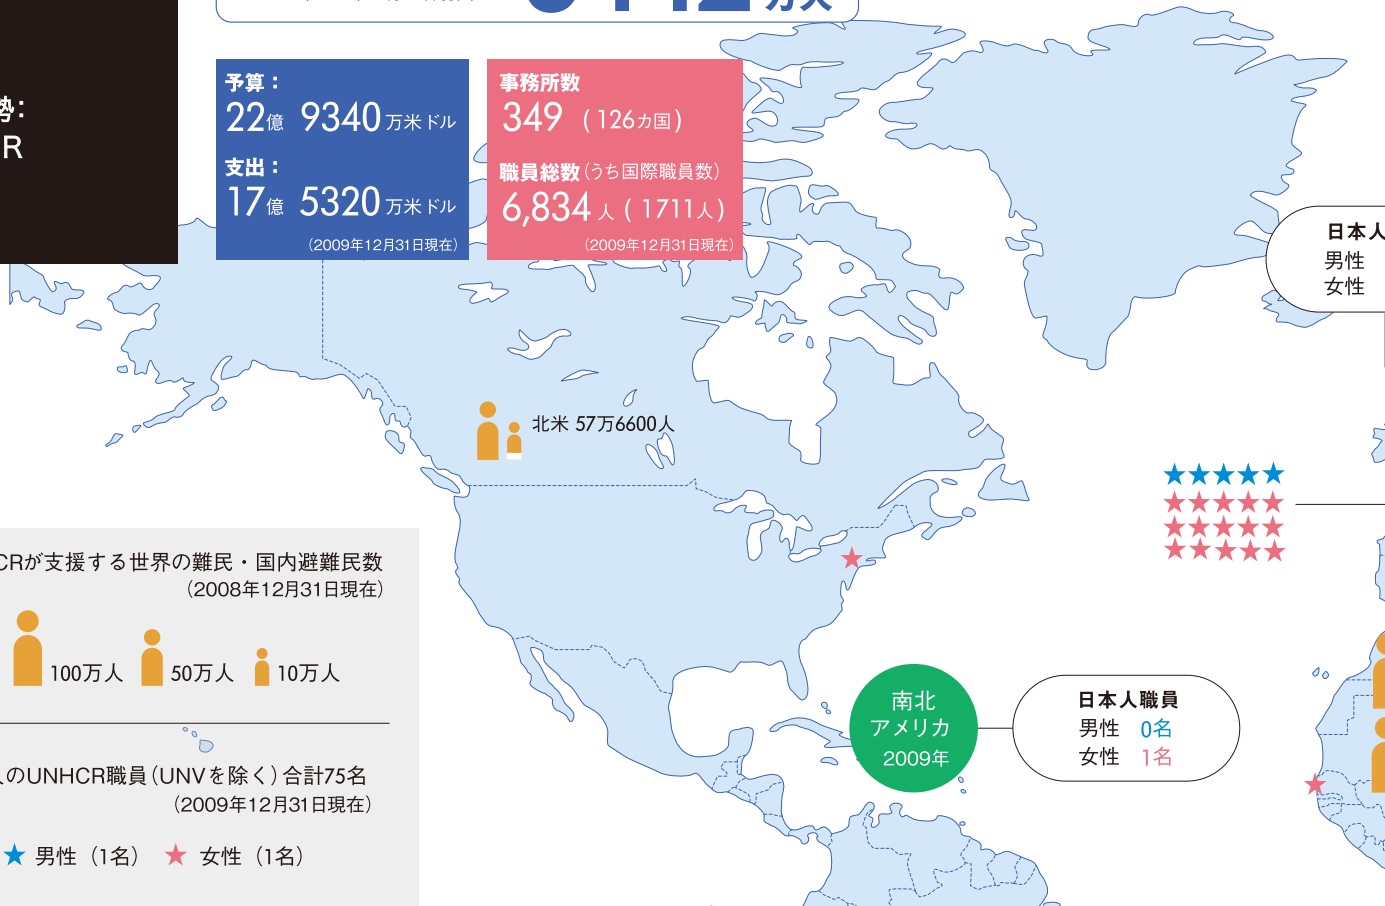 万人
勢：
R
予算：
22億 9340万米ドル
支出：
17億 5320万米ドル
（2009年12月31日現在）
事務所数
349 （126カ国）
職員総数（うち国際職員数）
6,834人（1711人）
（2009年12月31日現在）
日本人
男性
女性
北米 57万6600人
CRが支援する世界の難民・国内避難民数
（2008年12月31日現在）
100万人 50万人 10万人
南北
アメリカ
2009年
日本人職員
男性 0名
女性 1名
のUNHCR職員（UNVを除く）合計75名
（2009年12月31日現在）
男性（1名） 女性（1名）